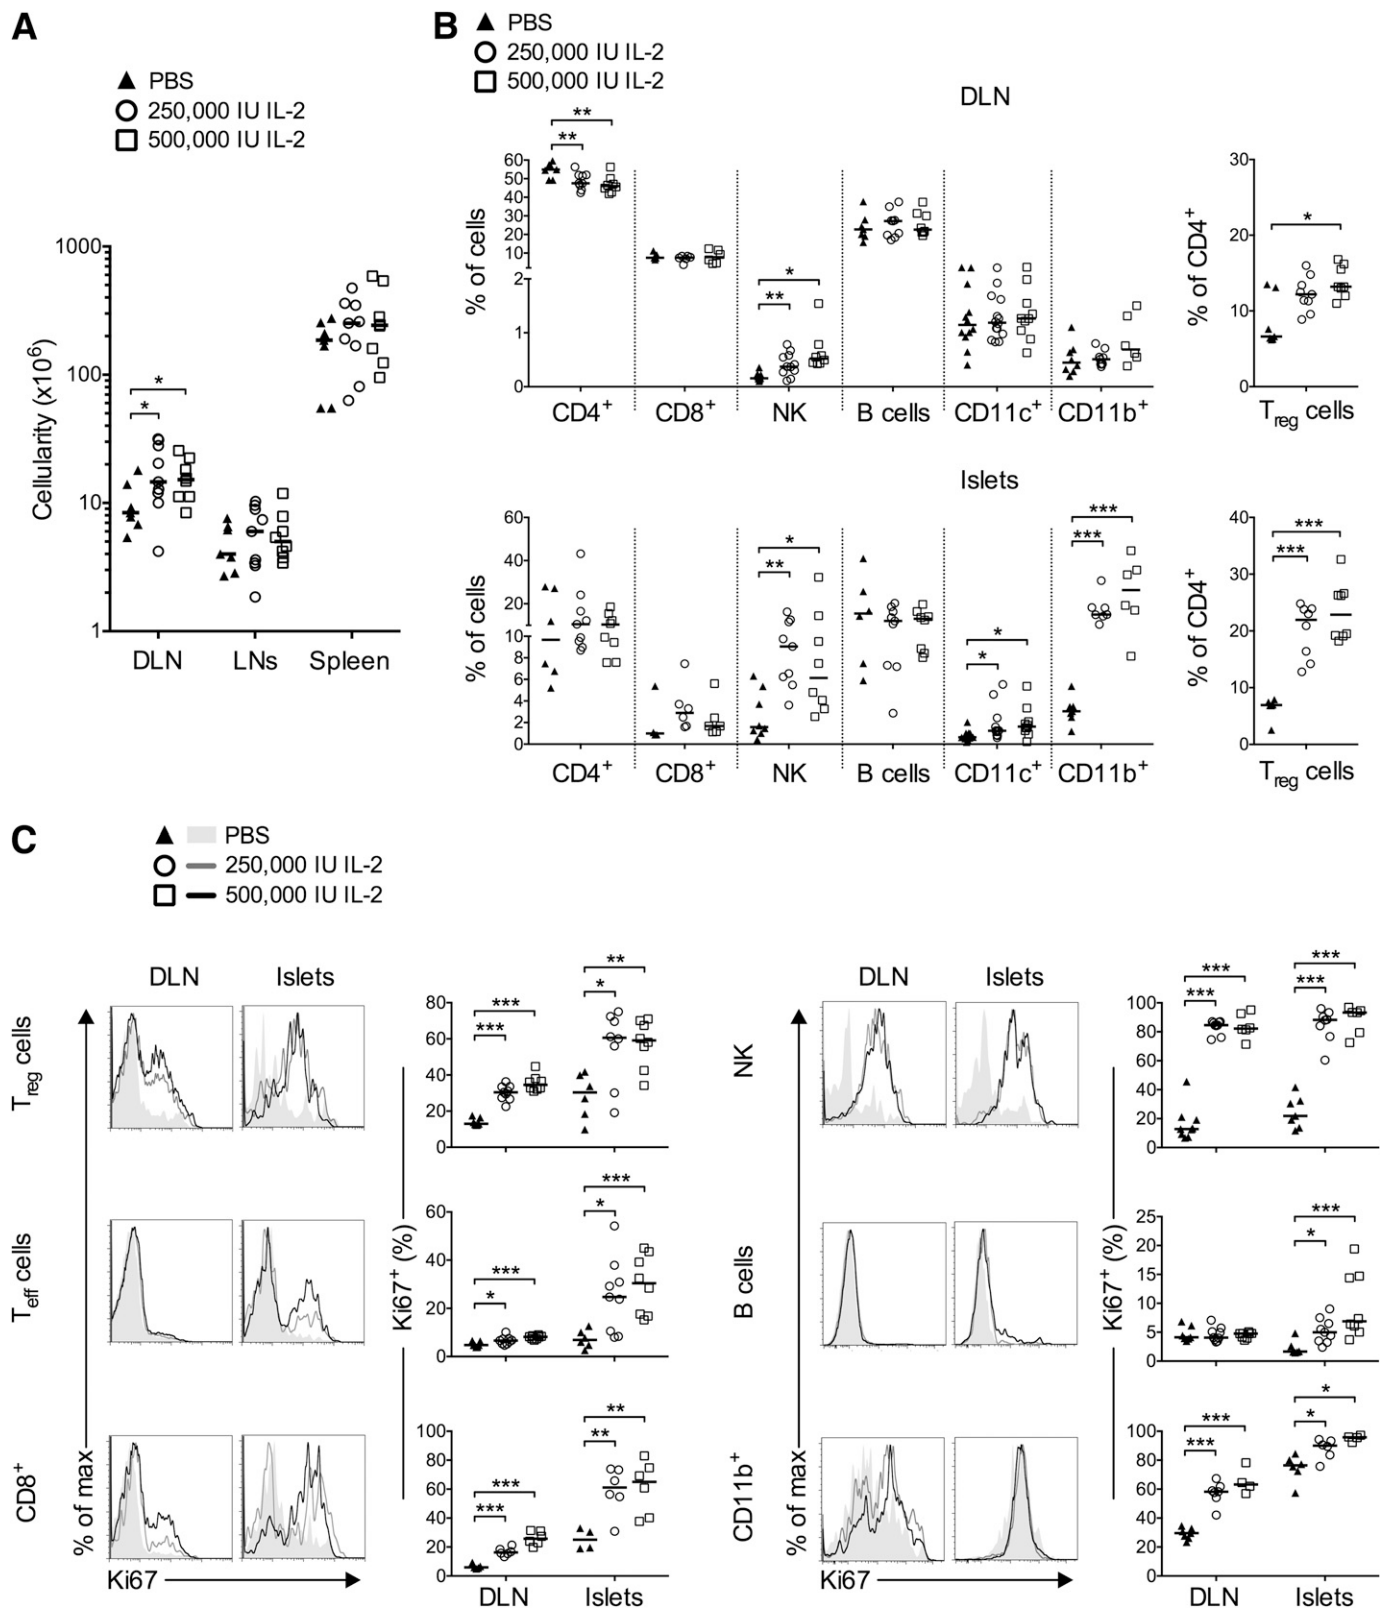 A
PBS
250,000 IU IL-2
500,000 IU IL-2
Cellularity (x10⁶)
1000
100
10
1
DLN LNs Spleen
B
PBS
250,000 IU IL-2
500,000 IU IL-2
DLN
** **
* **
% of cells
60
50
40
30
20
10
2
1
0
CD4⁺ CD8⁺ NK B cells CD11c⁺ CD11b⁺
% of CD4⁺
30
20
10
0
*
T_reg cells
Islets
% of cells
60
40
20
10
8
6
4
2
0
* **
* *
*** ***
CD4⁺ CD8⁺ NK B cells CD11c⁺ CD11b⁺
% of CD4⁺
40
30
20
10
0
*** ***
T_reg cells
* *
C
PBS
250,000 IU IL-2
500,000 IU IL-2
DLN Islets
T_reg cells
80
60
40
20
0
*** ***
** *
T_eff cells
60
40
20
0
*** *
*** *
Ki67⁺ (%)
CD8⁺
100
80
60
40
20
0
*** ***
** **
% of max
Ki67
DLN Islets
DLN Islets
NK
100
80
60
40
20
0
*** ***
*** ***
B cells
25
20
15
10
5
0
*** *
Ki67⁺ (%)
CD11b⁺
100
80
60
40
20
0
*** ***
* *
% of max
Ki67
DLN Islets